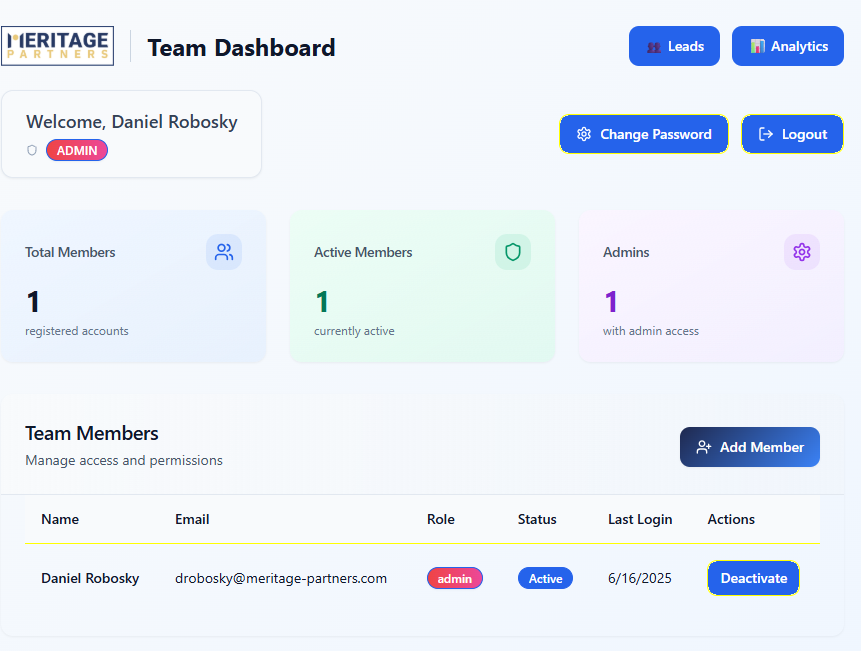 MERITAGE
PARTNERS
Team Dashboard
Leads
Analytics
Welcome, Daniel Robosky
ADMIN
Change Password
Logout
Total Members
1
registered accounts
Active Members
1
currently active
Admins
1
with admin access
Team Members
Manage access and permissions
Add Member
Name Email Role Status Last Login Actions
Daniel Robosky drobosky@meritage-partners.com admin Active 6/16/2025 Deactivate